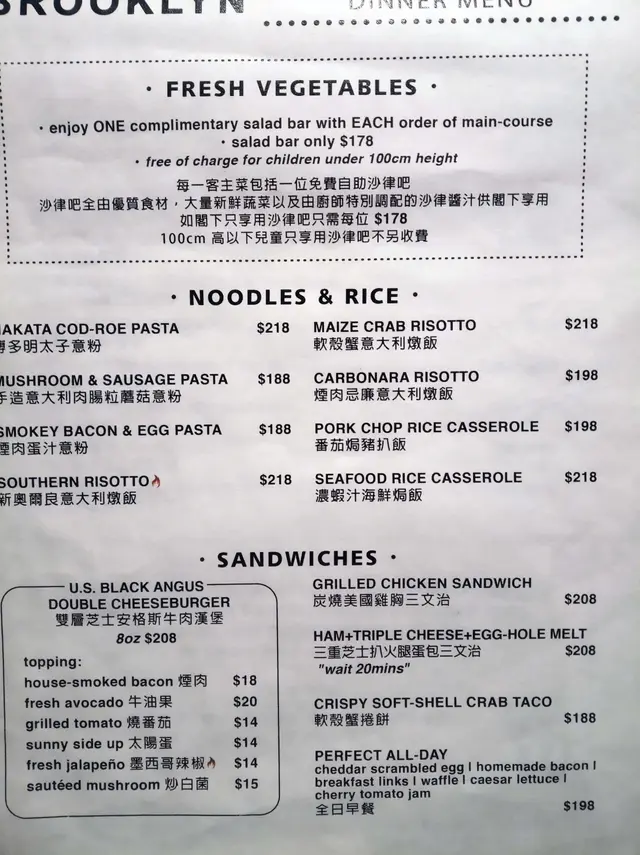 BROOKLYN
DINNER MENU
· FRESH VEGETABLES ·
· enjoy ONE complimentary salad bar with EACH order of main-course
· salad bar only $178
· free of charge for children under 100cm height
每一客主菜包括一位免費自助沙律吧
沙律吧全由優質食材，大量新鮮蔬菜以及由廚師特別調配的沙律醬汁供閣下享用
如閣下只享用沙律吧只需每位 $178
100cm 高以下兒童只享用沙律吧不另收費
· NOODLES & RICE ·
AKATA COD-ROE PASTA $218
博多明太子意粉
MUSHROOM & SAUSAGE PASTA $188
手造意大利肉腸粒蘑菇意粉
SMOKEY BACON & EGG PASTA $188
煙肉蛋汁意粉
SOUTHERN RISOTTO $218
新奧爾良意大利燉飯
MAIZE CRAB RISOTTO $218
軟殼蟹意大利燉飯
CARBONARA RISOTTO $198
煙肉忌廉意大利燉飯
PORK CHOP RICE CASSEROLE $198
番茄焗豬扒飯
SEAFOOD RICE CASSEROLE $218
濃蝦汁海鮮焗飯
· SANDWICHES ·
U.S. BLACK ANGUS
DOUBLE CHEESEBURGER
雙層芝士安格斯牛肉漢堡
8oz $208
topping:
house-smoked bacon 煙肉 $18
fresh avocado 牛油果 $20
grilled tomato 燒番茄 $14
sunny side up 太陽蛋 $14
fresh jalapeño 墨西哥辣椒 $14
sautéed mushroom 炒白菌 $15
GRILLED CHICKEN SANDWICH
炭燒美國雞胸三文治 $208
HAM+TRIPLE CHEESE+EGG-HOLE MELT
三重芝士扒火腿蛋包三文治 $208
"wait 20mins"
CRISPY SOFT-SHELL CRAB TACO
軟殼蟹捲餅 $188
PERFECT ALL-DAY
cheddar scrambled egg | homemade bacon |
breakfast links | waffle | caesar lettuce |
cherry tomato jam
全日早餐 $198